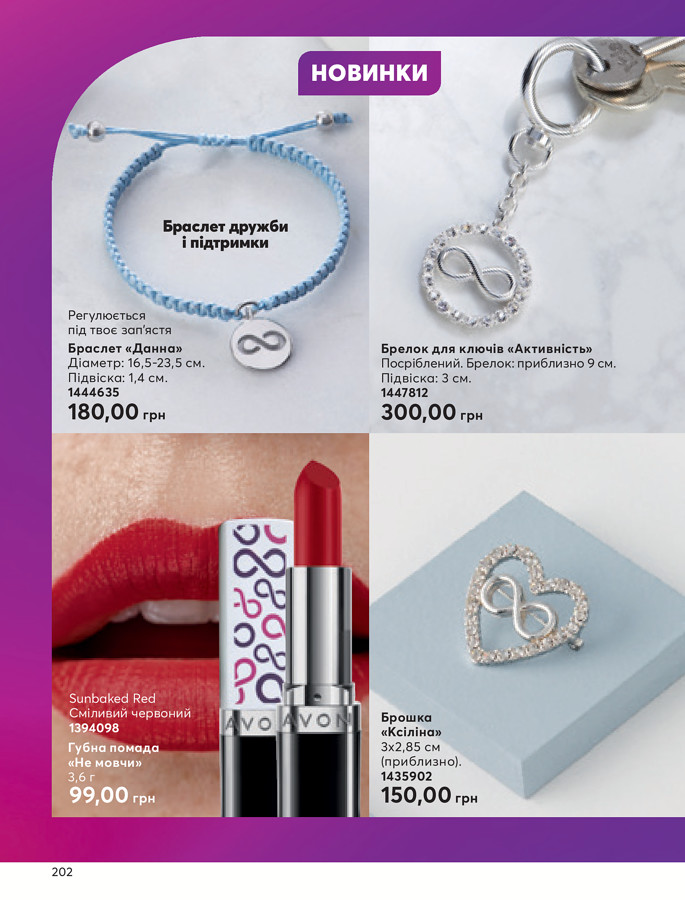 НОВИНКИ
Браслет дружби
і підтримки
Регулюється
під твоє зап'ястя
Браслет «Данна»
Діаметр: 16,5-23,5 см.
Підвіска: 1,4 см.
1444635
180,00 грн
Брелок для ключів «Активність»
Посріблений. Брелок: приблизно 9 см.
Підвіска: 3 см.
1447812
300,00 грн
Sunbaked Red
Сміливий червоний
1394098
Губна помада
«Не мовчи»
3,6 г
99,00 грн
AVO
AVON
Брошка
«Ксіліна»
3х2,85 см
(приблизно).
1435902
150,00 грн
202